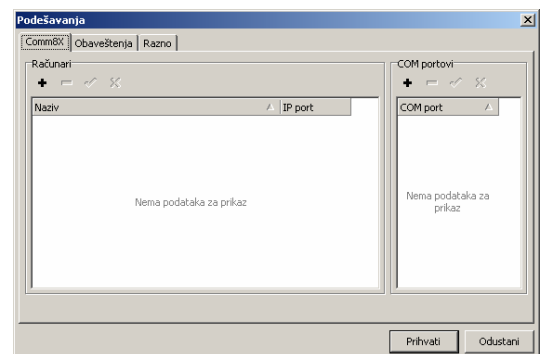 Podešavanja
Comm8X Obaveštenja Razno
Računari
Naziv IP port
Nema podataka za prikaz
COM portovi
COM port
Nema podataka za
prikaz
Prihvati Odustani